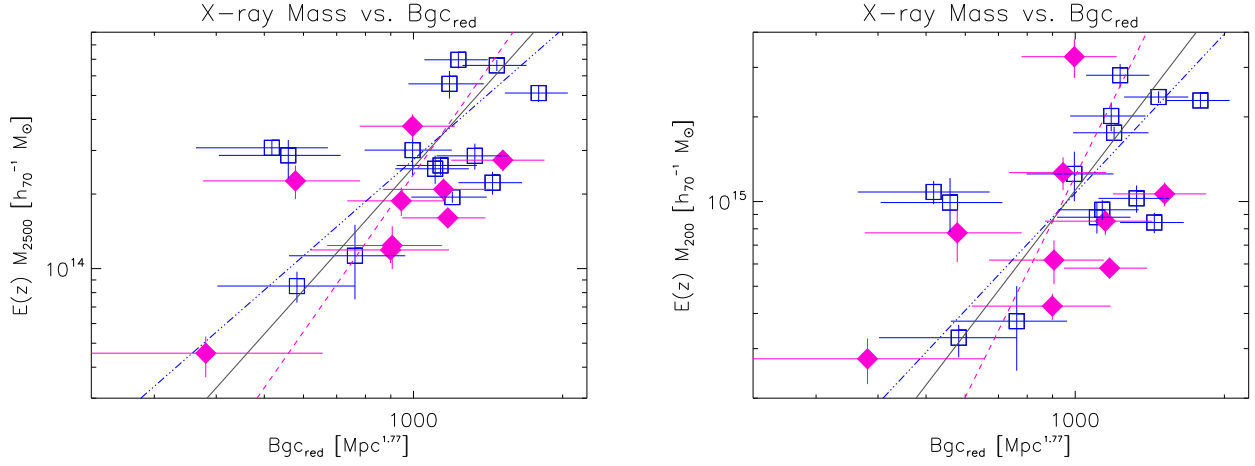 X-ray Mass vs. Bgc_red
E(z) M_2500 [h_70^-1 M_⊙]
10^14
1000
Bgc_red [Mpc^1.77]
X-ray Mass vs. Bgc_red
E(z) M_200 [h_70^-1 M_⊙]
10^15
1000
Bgc_red [Mpc^1.77]